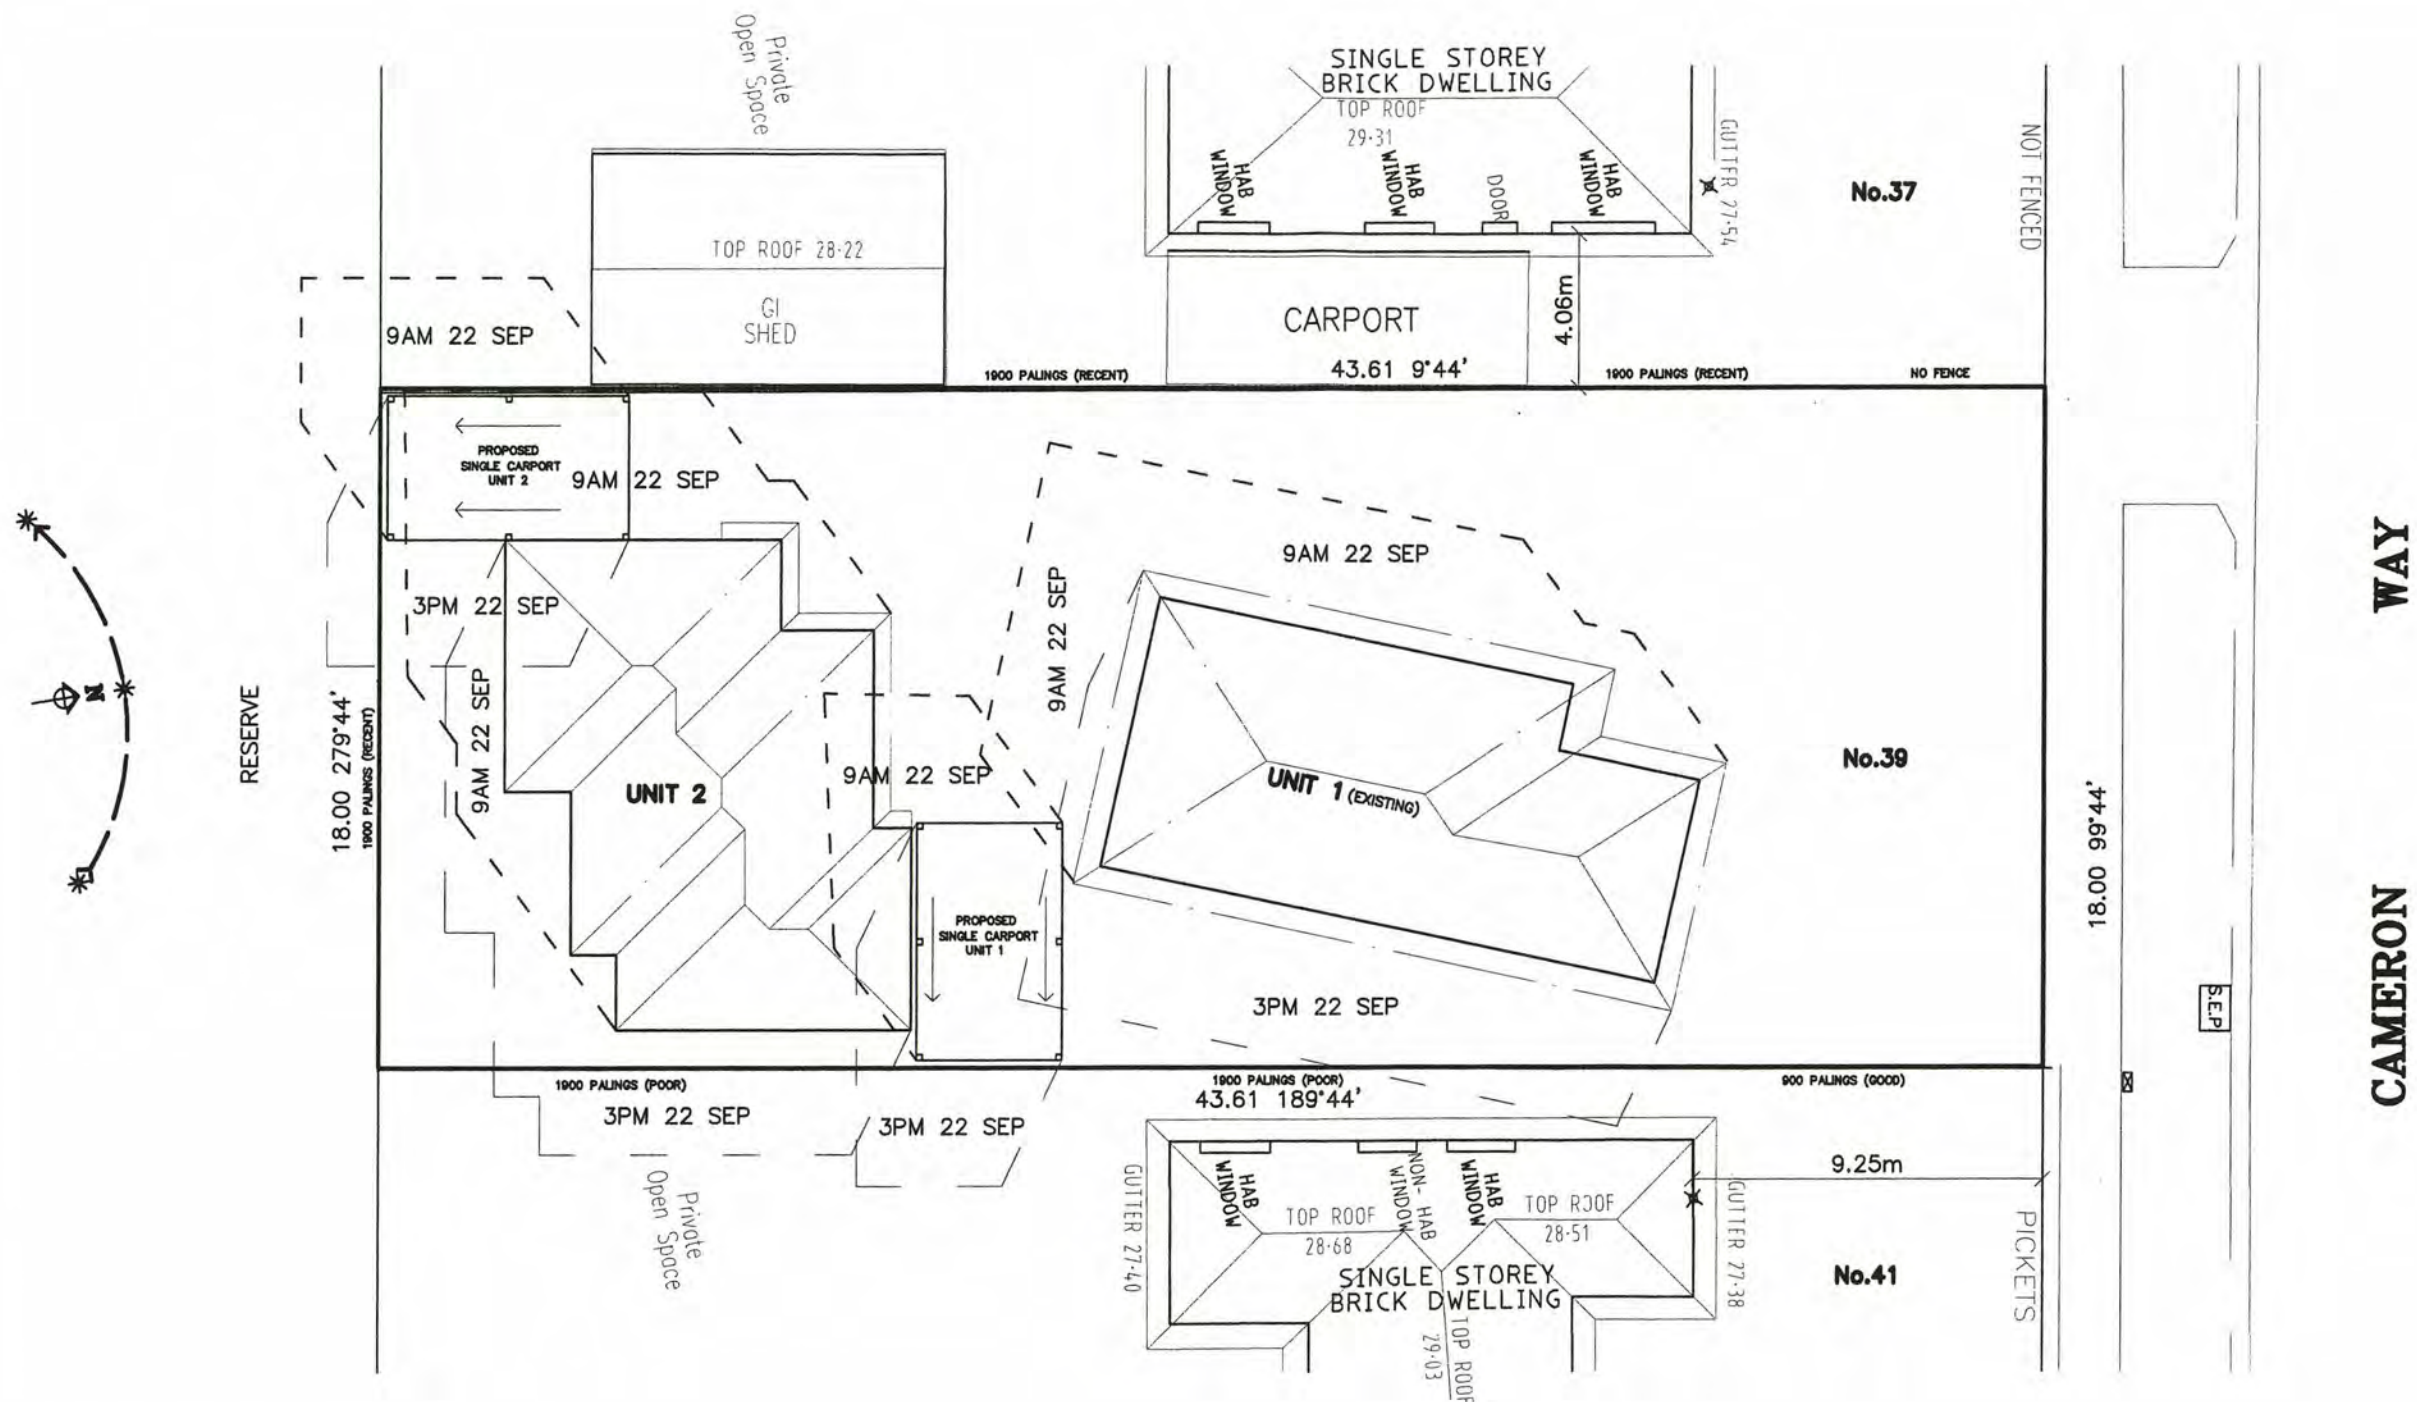 Private
Open Space
SINGLE STOREY
BRICK DWELLING
TOP ROOF
29·31
HAB
WINDOW
HAB
WINDOW
DOOR
HAB
WINDOW
GUTTER 27·54
No.37
NOT FENCED
TOP ROOF 28·22
GI
SHED
CARPORT
4.06m
9AM 22 SEP
1900 PALINGS (RECENT)
43.61 9°44'
1900 PALINGS (RECENT)
NO FENCE
PROPOSED
SINGLE CARPORT
UNIT 2
9AM 22 SEP
9AM 22 SEP
9AM 22 SEP
3PM 22 SEP
9AM 22 SEP
N
RESERVE
18.00 279°44'
1900 PALINGS (RECENT)
UNIT 2
9AM 22 SEP
UNIT 1 (EXISTING)
No.39
18.00 99°44'
CAMERON WAY
PROPOSED
SINGLE CARPORT
UNIT 1
3PM 22 SEP
S.E.P
1900 PALINGS (POOR)
1900 PALINGS (POOR)
43.61 189°44'
900 PALINGS (GOOD)
3PM 22 SEP
3PM 22 SEP
Private
Open Space
GUTTER 27·40
HAB
WINDOW
NON-HAB
WINDOW
HAB
WINDOW
TOP ROOF
28·68
TOP ROOF
28·51
SINGLE STOREY
BRICK DWELLING
TOP ROOF
29·03
GUTTER 27·38
9.25m
No.41
PICKETS